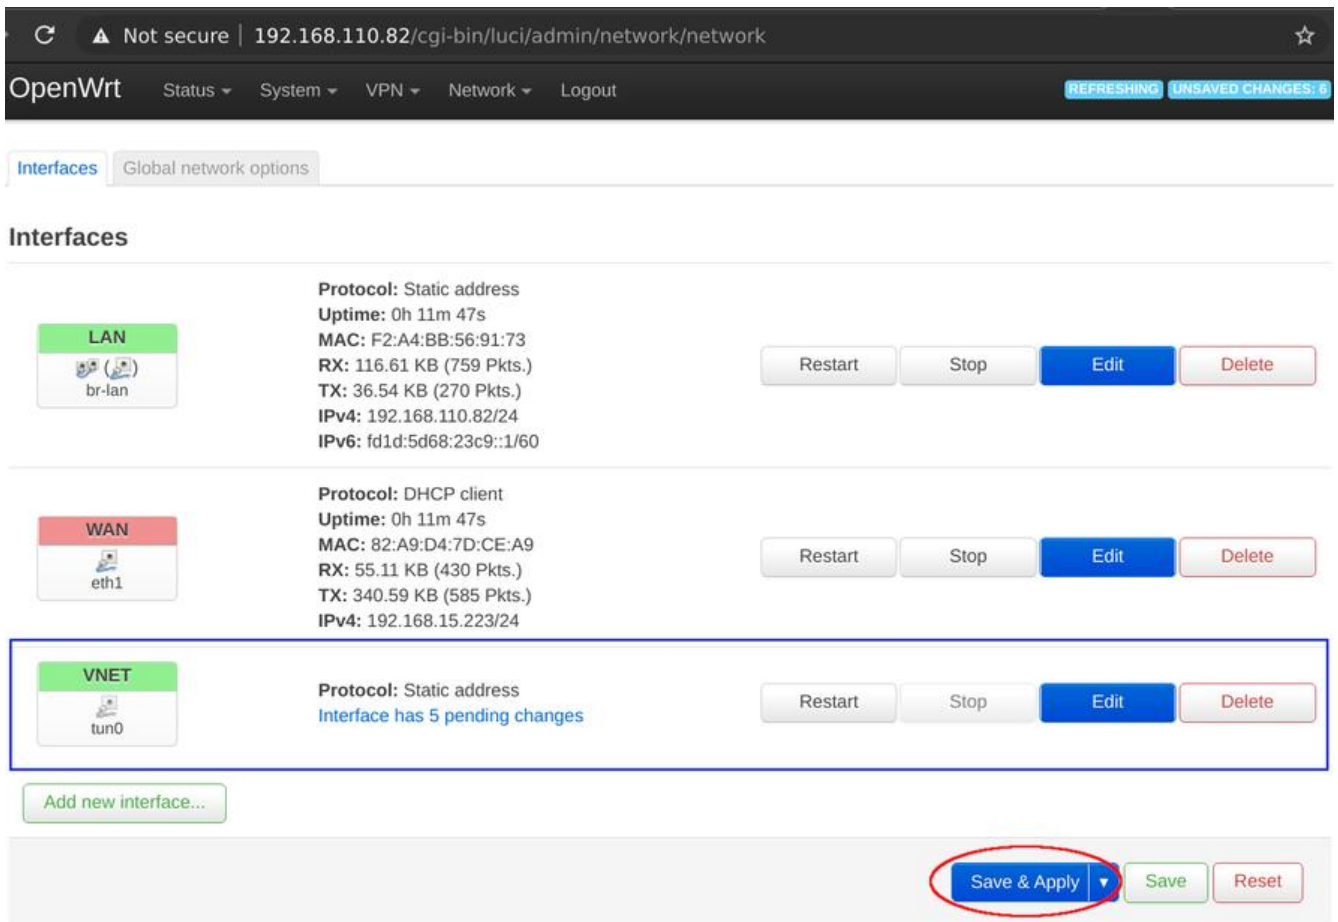 Not secure | 192.168.110.82/cgi-bin/luci/admin/network/network
OpenWrt Status System VPN Network Logout REFRESHING UNSAVED CHANGES: 6
Interfaces Global network options
Interfaces
LAN
br-lan
Protocol: Static address
Uptime: 0h 11m 47s
MAC: F2:A4:BB:56:91:73
RX: 116.61 KB (759 Pkts.)
TX: 36.54 KB (270 Pkts.)
IPv4: 192.168.110.82/24
IPv6: fd1d:5d68:23c9::1/60
Restart Stop Edit Delete
WAN
eth1
Protocol: DHCP client
Uptime: 0h 11m 47s
MAC: 82:A9:D4:7D:CE:A9
RX: 55.11 KB (430 Pkts.)
TX: 340.59 KB (585 Pkts.)
IPv4: 192.168.15.223/24
Restart Stop Edit Delete
VNET
tun0
Protocol: Static address
Interface has 5 pending changes
Restart Stop Edit Delete
Add new interface...
Save & Apply Save Reset